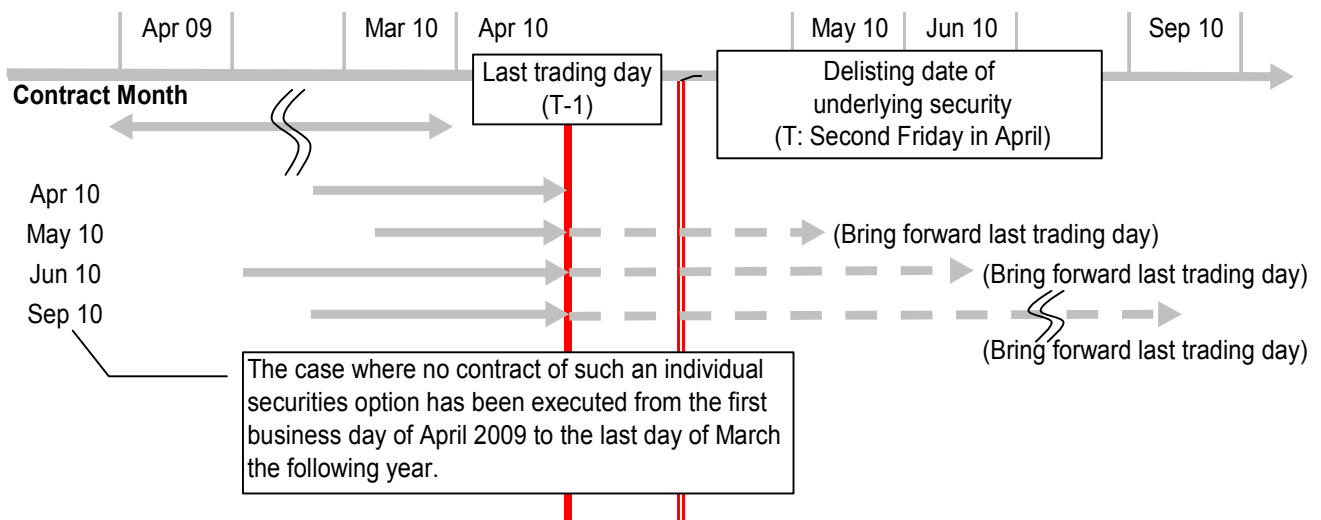 Apr 09 Mar 10 Apr 10 May 10 Jun 10 Sep 10
Contract Month
Last trading day
(T-1)
Delisting date of
underlying security
(T: Second Friday in April)
Apr 10
May 10
(Bring forward last trading day)
Jun 10
(Bring forward last trading day)
Sep 10
(Bring forward last trading day)
The case where no contract of such an individual
securities option has been executed from the first
business day of April 2009 to the last day of March
the following year.